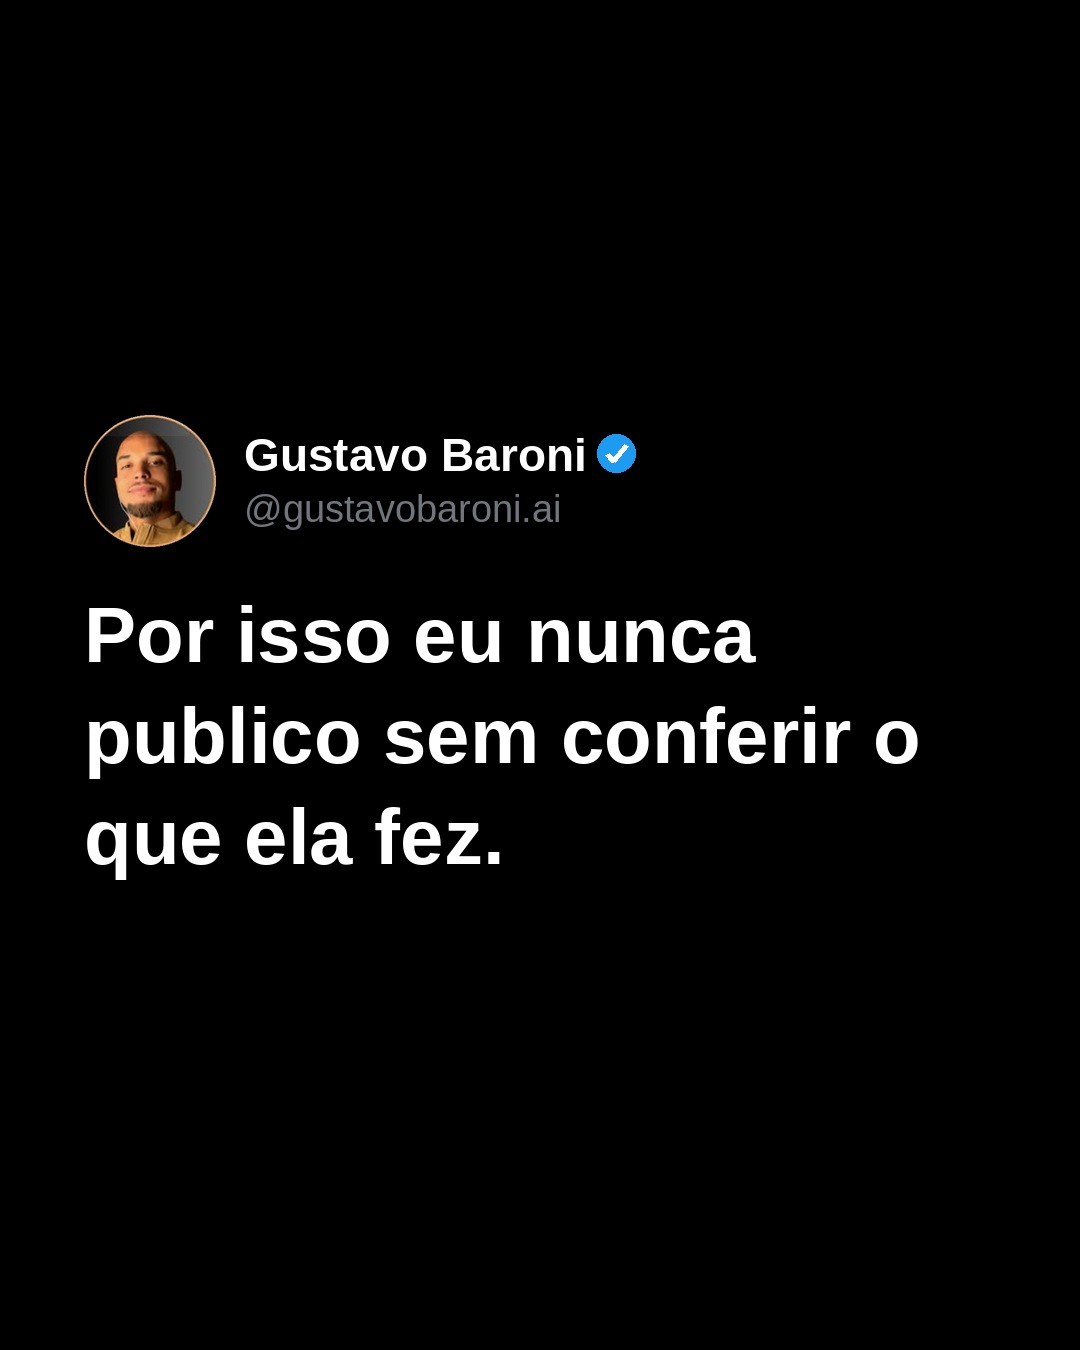 Gustavo Baroni
@gustavobaroni.ai
Por isso eu nunca
publico sem conferir o
que ela fez.